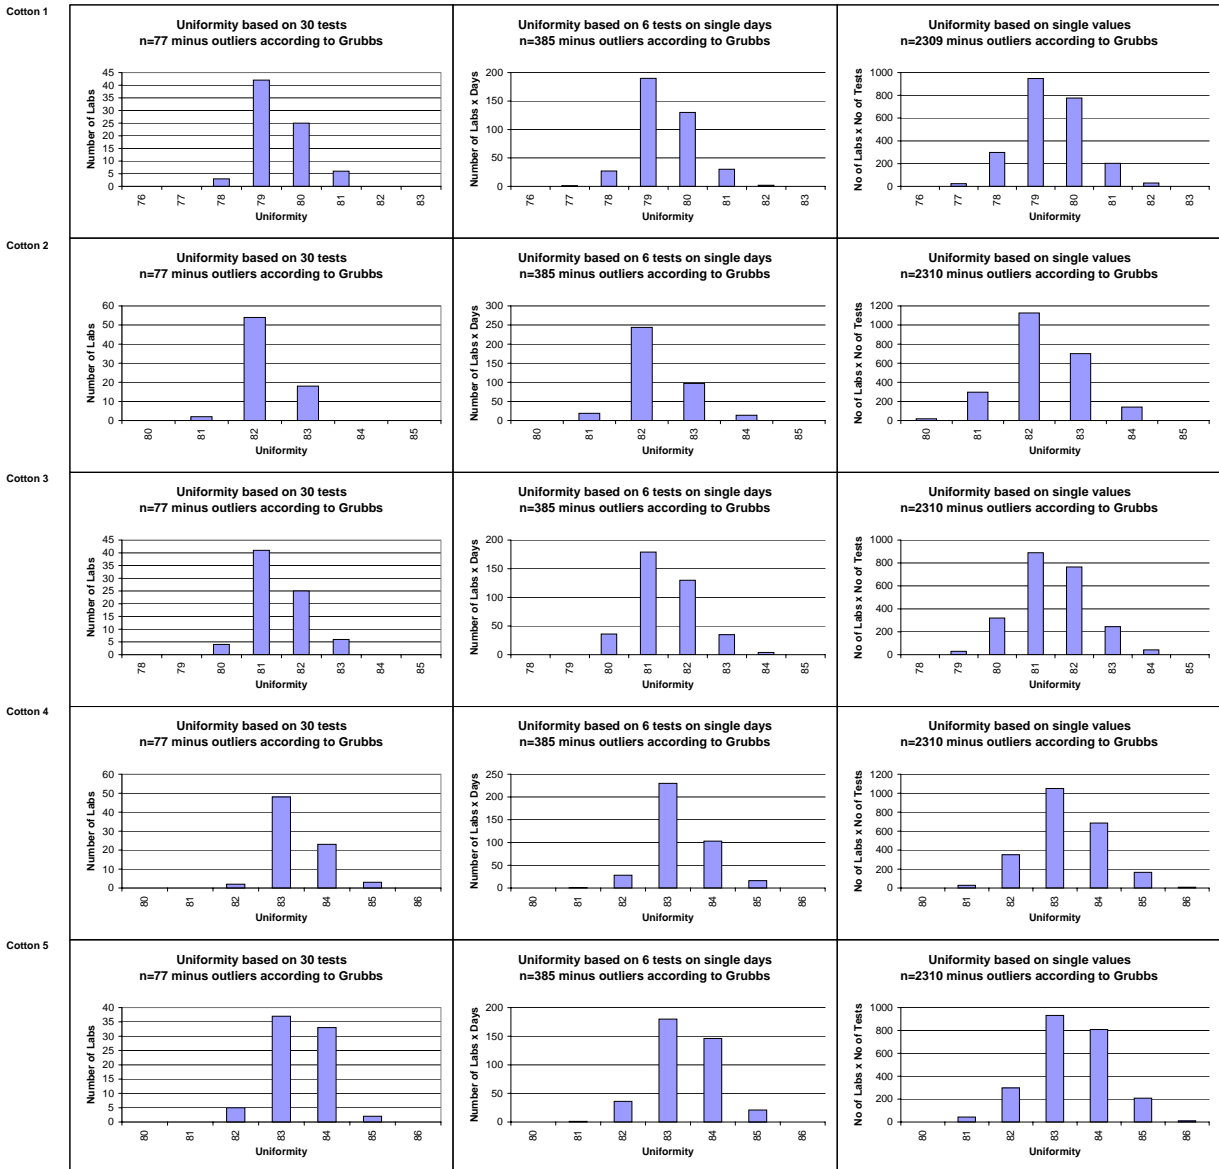 Cotton 1
Uniformity based on 30 tests
n=77 minus outliers according to Grubbs
Number of Labs
45
40
35
30
25
20
15
10
5
0
76 77 78 79 80 81 82 83
Uniformity
Uniformity based on 6 tests on single days
n=385 minus outliers according to Grubbs
Number of Labs x Days
200
150
100
50
0
76 77 78 79 80 81 82 83
Uniformity
Uniformity based on single values
n=2309 minus outliers according to Grubbs
No of Labs x No of Tests
1000
800
600
400
200
0
76 77 78 79 80 81 82 83
Uniformity
Cotton 2
Uniformity based on 30 tests
n=77 minus outliers according to Grubbs
Number of Labs
60
50
40
30
20
10
0
80 81 82 83 84 85
Uniformity
Uniformity based on 6 tests on single days
n=385 minus outliers according to Grubbs
Number of Labs x Days
300
250
200
150
100
50
0
80 81 82 83 84 85
Uniformity
Uniformity based on single values
n=2310 minus outliers according to Grubbs
No of Labs x No of Tests
1200
1000
800
600
400
200
0
80 81 82 83 84 85
Uniformity
Cotton 3
Uniformity based on 30 tests
n=77 minus outliers according to Grubbs
Number of Labs
45
40
35
30
25
20
15
10
5
0
78 79 80 81 82 83 84 85
Uniformity
Uniformity based on 6 tests on single days
n=385 minus outliers according to Grubbs
Number of Labs x Days
200
150
100
50
0
78 79 80 81 82 83 84 85
Uniformity
Uniformity based on single values
n=2310 minus outliers according to Grubbs
No of Labs x No of Tests
1000
800
600
400
200
0
78 79 80 81 82 83 84 85
Uniformity
Cotton 4
Uniformity based on 30 tests
n=77 minus outliers according to Grubbs
Number of Labs
60
50
40
30
20
10
0
80 81 82 83 84 85 86
Uniformity
Uniformity based on 6 tests on single days
n=385 minus outliers according to Grubbs
Number of Labs x Days
250
200
150
100
50
0
80 81 82 83 84 85 86
Uniformity
Uniformity based on single values
n=2310 minus outliers according to Grubbs
No of Labs x No of Tests
1200
1000
800
600
400
200
0
80 81 82 83 84 85 86
Uniformity
Cotton 5
Uniformity based on 30 tests
n=77 minus outliers according to Grubbs
Number of Labs
40
35
30
25
20
15
10
5
0
80 81 82 83 84 85 86
Uniformity
Uniformity based on 6 tests on single days
n=385 minus outliers according to Grubbs
Number of Labs x Days
200
150
100
50
0
80 81 82 83 84 85 86
Uniformity
Uniformity based on single values
n=2310 minus outliers according to Grubbs
No of Labs x No of Tests
1000
800
600
400
200
0
80 81 82 83 84 85 86
Uniformity